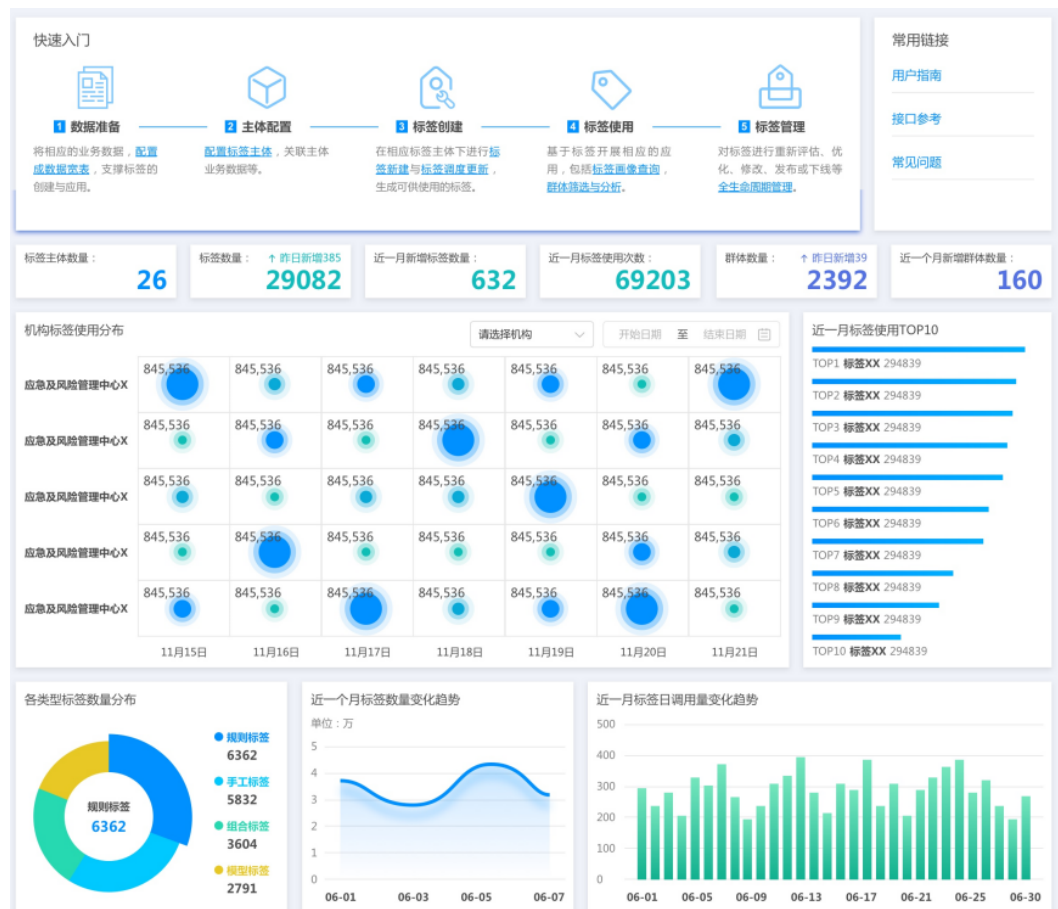 快速入门
1 数据准备
2 主体配置
3 标签创建
4 标签使用
5 标签管理
将相应的业务数据，配置
成数据宽表，支撑标签的
创建与应用。
配置标签主体，关联主体
业务数据等。
在相应标签主体下进行标
签新建与标签调度更新，
生成可供使用的标签。
基于标签开展相应的应
用，包括标签画像查询，
群体筛选与分析。
对标签进行重新评估、优
化、修改、发布或下线等
全生命周期管理。
常用链接
用户指南
接口参考
常见问题
标签主体数量：
26
标签数量：
↑ 昨日新增385
29082
近一月新增标签数量：
632
近一月标签使用次数：
69203
群体数量：
↑ 昨日新增39
2392
近一个月新增群体数量：
160
机构标签使用分布
请选择机构
开始日期 至 结束日期
应急及风险管理中心X 845,536 845,536 845,536 845,536 845,536 845,536 845,536
应急及风险管理中心X 845,536 845,536 845,536 845,536 845,536 845,536 845,536
应急及风险管理中心X 845,536 845,536 845,536 845,536 845,536 845,536 845,536
应急及风险管理中心X 845,536 845,536 845,536 845,536 845,536 845,536 845,536
应急及风险管理中心X 845,536 845,536 845,536 845,536 845,536 845,536 845,536
11月15日 11月16日 11月17日 11月18日 11月19日 11月20日 11月21日
近一月标签使用TOP10
TOP1 标签XX 294839
TOP2 标签XX 294839
TOP3 标签XX 294839
TOP4 标签XX 294839
TOP5 标签XX 294839
TOP6 标签XX 294839
TOP7 标签XX 294839
TOP8 标签XX 294839
TOP9 标签XX 294839
TOP10 标签XX 294839
各类型标签数量分布
规则标签
6362
规则标签
6362
手工标签
5832
组合标签
3604
模型标签
2791
近一个月标签数量变化趋势
单位：万
5
4
3
2
1
0
06-01 06-03 06-05 06-07
近一月标签日调用量变化趋势
500
400
300
200
100
0
06-01 06-05 06-09 06-13 06-17 06-21 06-26 06-30